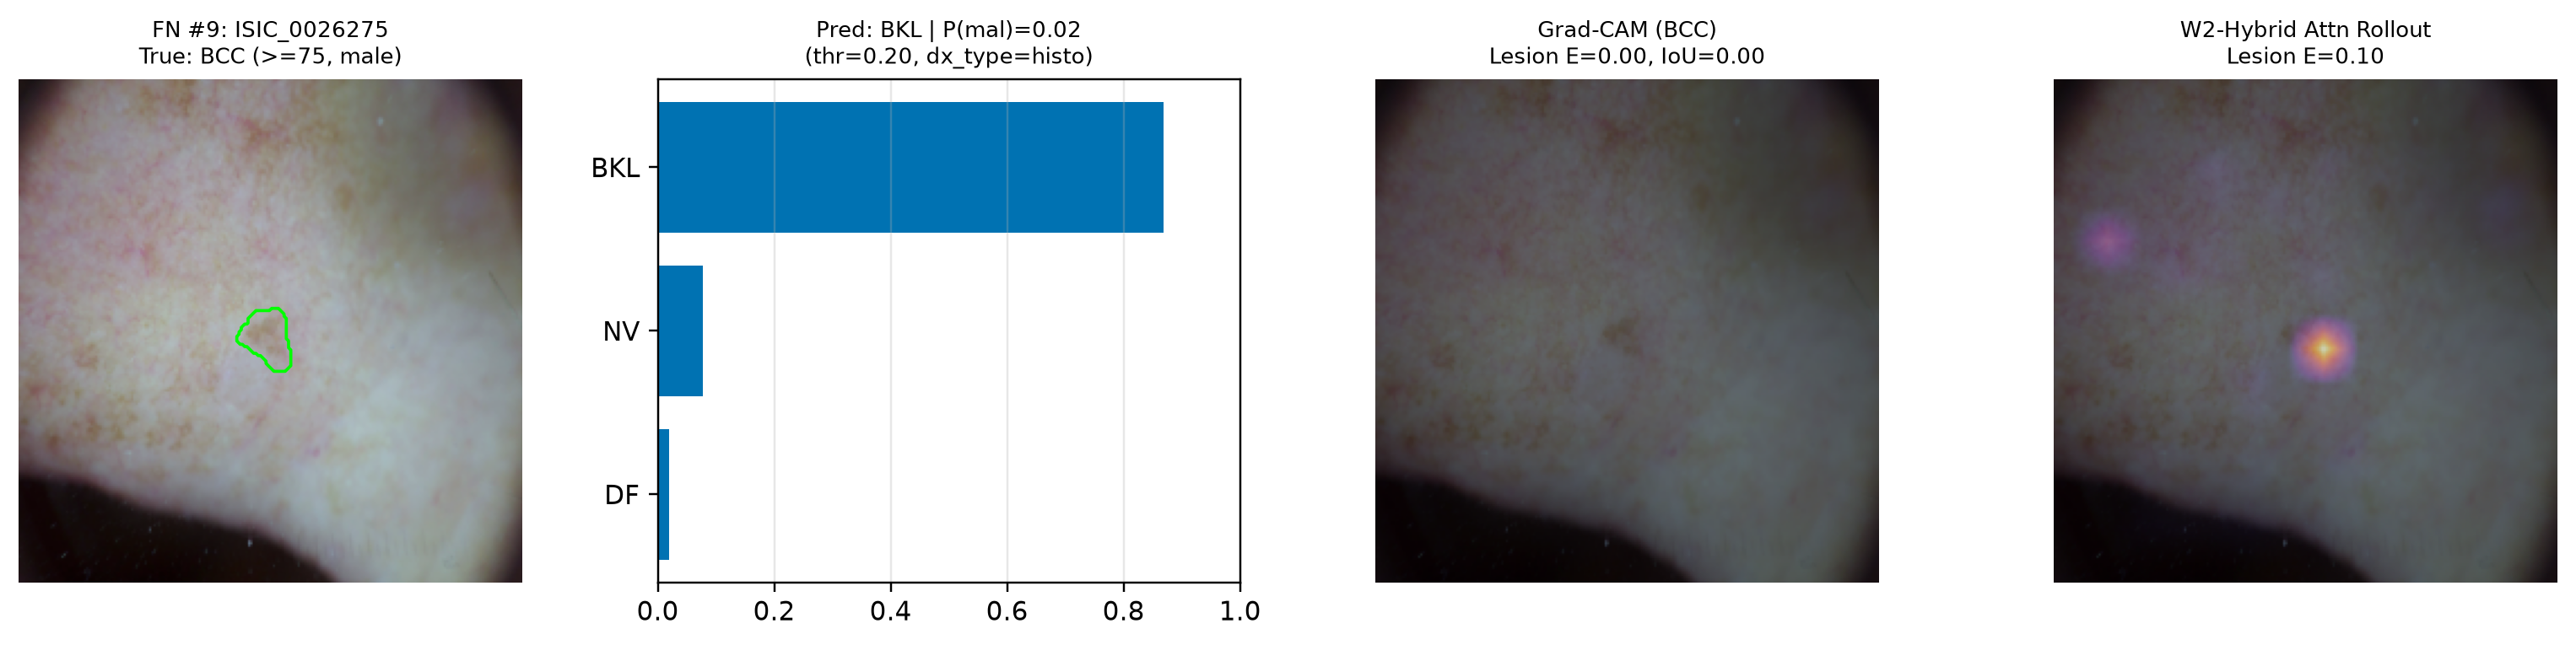 FN #9: ISIC_0026275
True: BCC (>=75, male)
Pred: BKL | P(mal)=0.02
(thr=0.20, dx_type=histo)
Grad-CAM (BCC)
Lesion E=0.00, IoU=0.00
W2-Hybrid Attn Rollout
Lesion E=0.10
BKL
NV
DF
0.0 0.2 0.4 0.6 0.8 1.0